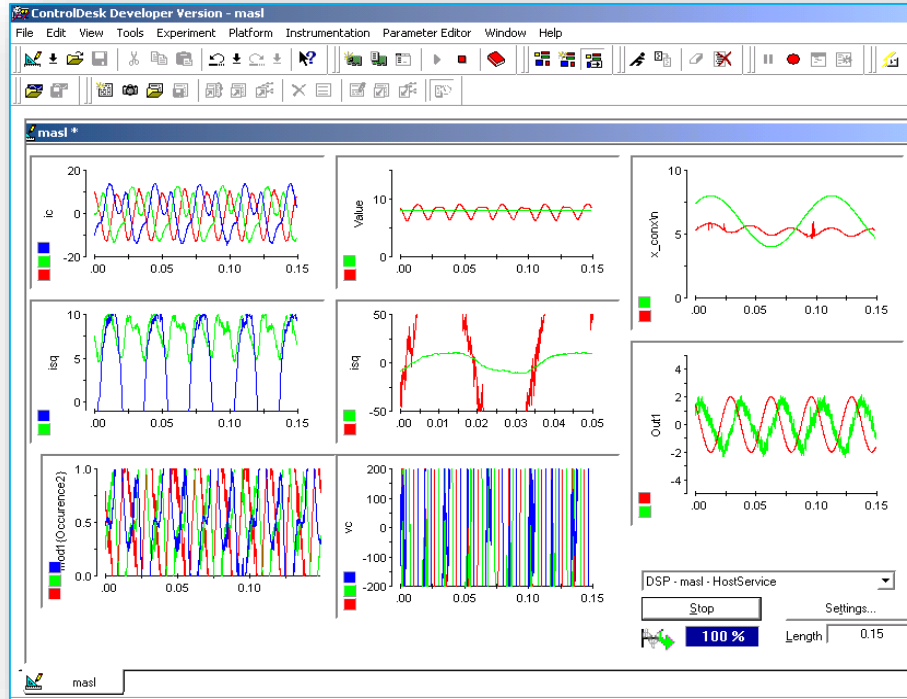 ControlDesk Developer Version - masl
File Edit View Tools Experiment Platform Instrumentation Parameter Editor Window Help
masl *
20
ic
0
-20
.00 0.05 0.10 0.15
10
Value
0
.00 0.05 0.10 0.15
10
x_conx/n
5
0
.00 0.05 0.10 0.15
10
isq
5
0
.00 0.05 0.10 0.15
50
isq
0
-50
0.00 0.01 0.02 0.03 0.04 0.05
4
2
Out1
0
-2
-4
.00 0.05 0.10 0.15
1.0
mod1{Occurence2}
0.5
0.0
.00 0.05 0.10
200
100
vc
0
-100
-200
.00 0.05 0.10 0.15
DSP - masl - HostService
Stop Settings...
100 % Length 0.15
masl